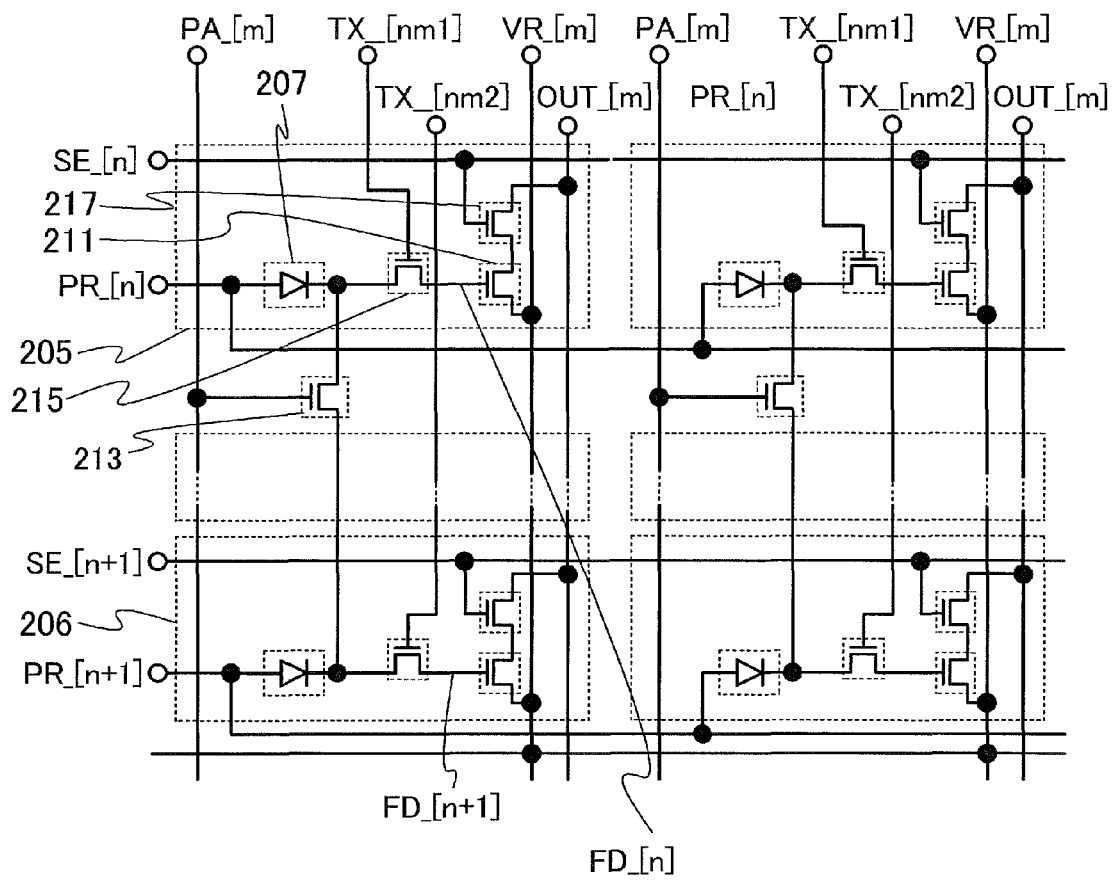 PA_[m] TX_[nm1] VR_[m] PA_[m] TX_[nm1] VR_[m]
207 TX_[nm2] OUT_[m] PR_[n] TX_[nm2] OUT_[m]
SE_[n]
217
211
PR_[n]
205
215
213
SE_[n+1]
206
PR_[n+1]
FD_[n+1]
FD_[n]